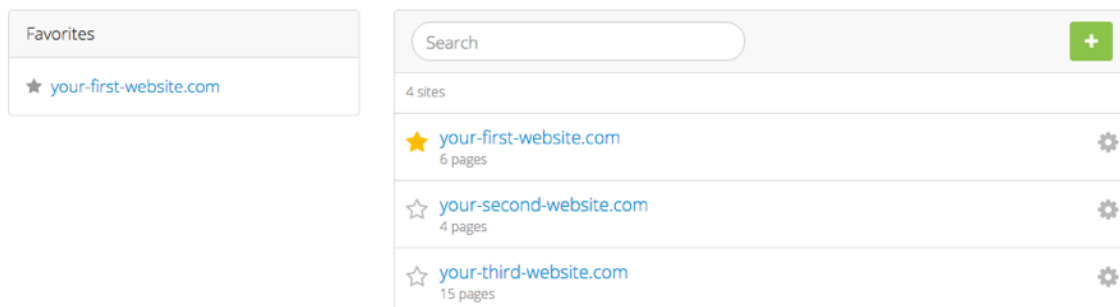 Favorites
your-first-website.com
Search
+
4 sites
your-first-website.com
6 pages
your-second-website.com
4 pages
your-third-website.com
15 pages